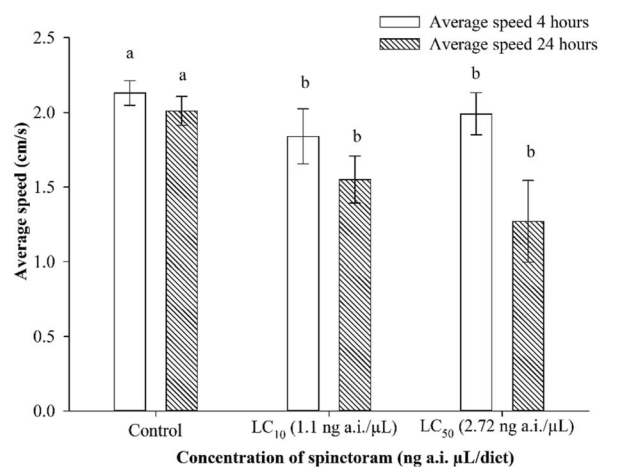 Average speed 4 hours
Average speed 24 hours
2.5
2.0
1.5
1.0
0.5
0.0
Average speed (cm/s)
a
a
b
b
b
b
Control
LC₁₀ (1.1 ng a.i./µL)
LC₅₀ (2.72 ng a.i./µL)
Concentration of spinetoram (ng a.i. µL/diet)